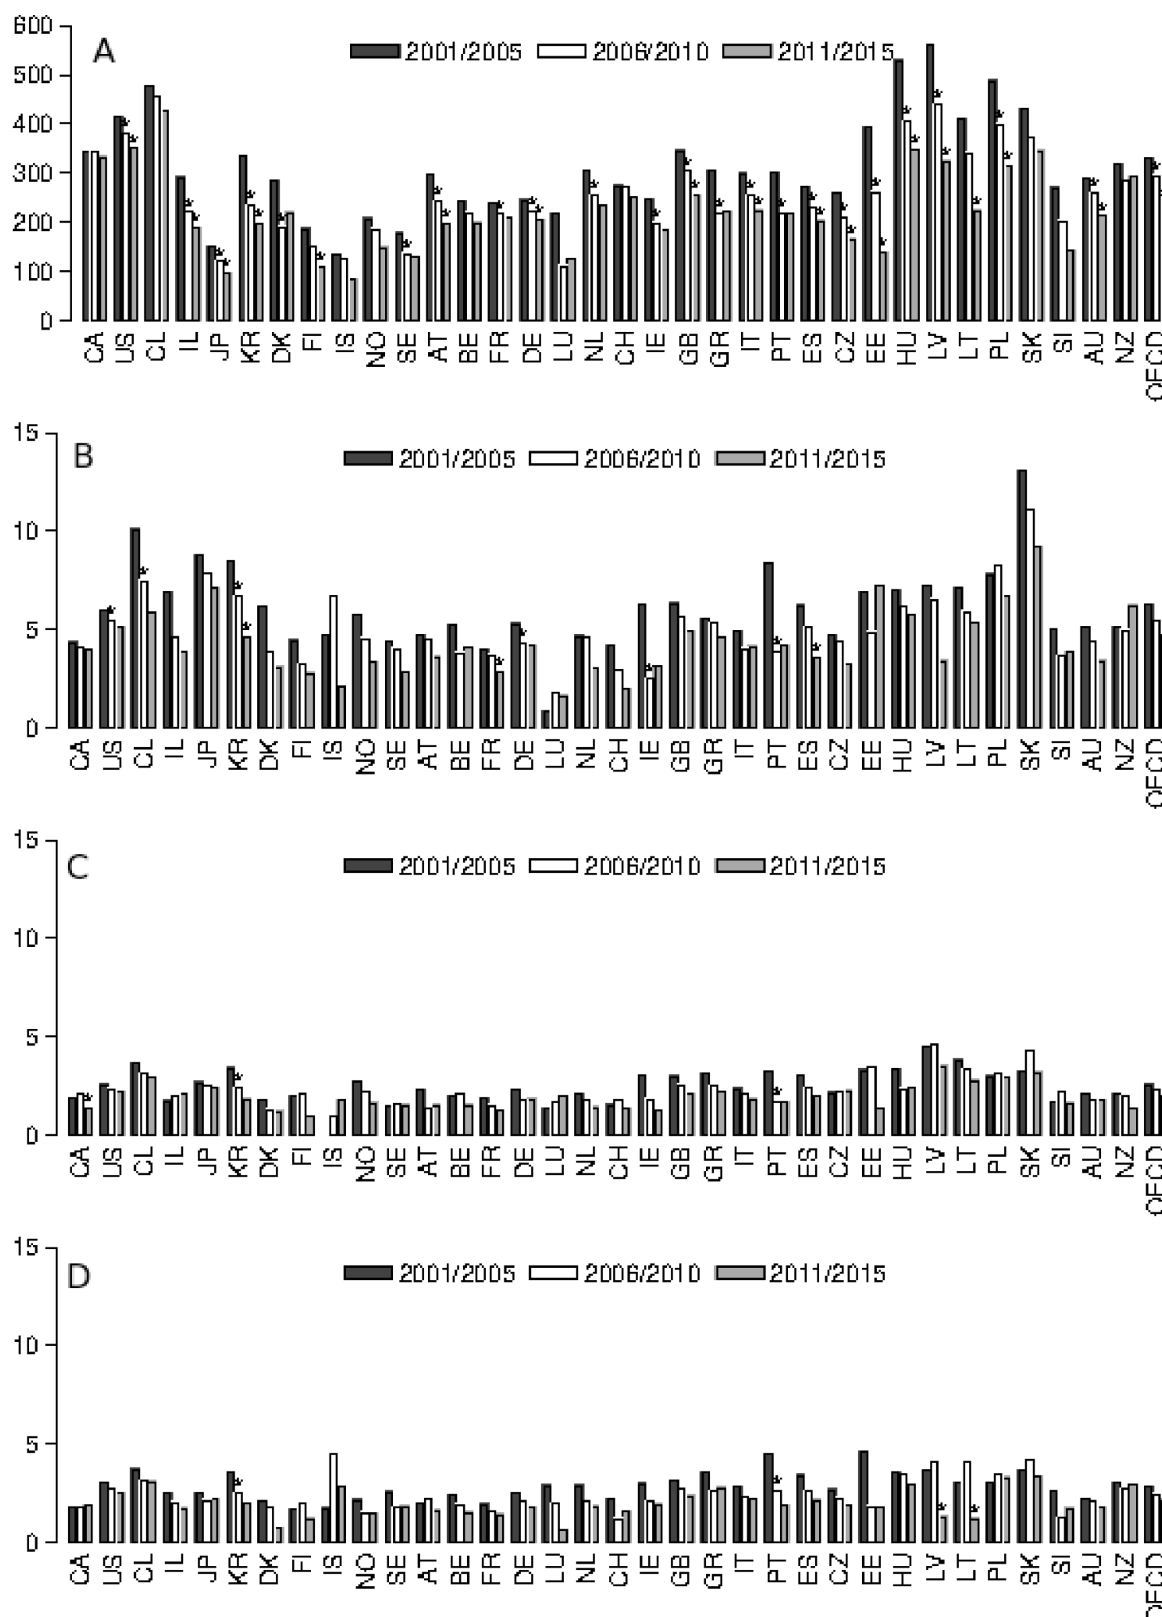 600
A
2001/2005 2006/2010 2011/2015
500
400
300
200
100
0
CA US CL IL JP KR DK FI IS NO SE AT BE FR DE LU NL CH IE GB GR IT PT ES CZ EE HU LV LT PL SK SI AU NZ OECD
15
B
2001/2005 2006/2010 2011/2015
10
5
0
CA US CL IL JP KR DK FI IS NO SE AT BE FR DE LU NL CH IE GB GR IT PT ES CZ EE HU LV LT PL SK SI AU NZ OECD
15
C
2001/2005 2006/2010 2011/2015
10
5
0
CA US CL IL JP KR DK FI IS NO SE AT BE FR DE LU NL CH IE GB GR IT PT ES CZ EE HU LV LT PL SK SI AU NZ OECD
15
D
2001/2005 2006/2010 2011/2015
10
5
0
CA US CL IL JP KR DK FI IS NO SE AT BE FR DE LU NL CH IE GB GR IT PT ES CZ EE HU LV LT PL SK SI AU NZ OECD